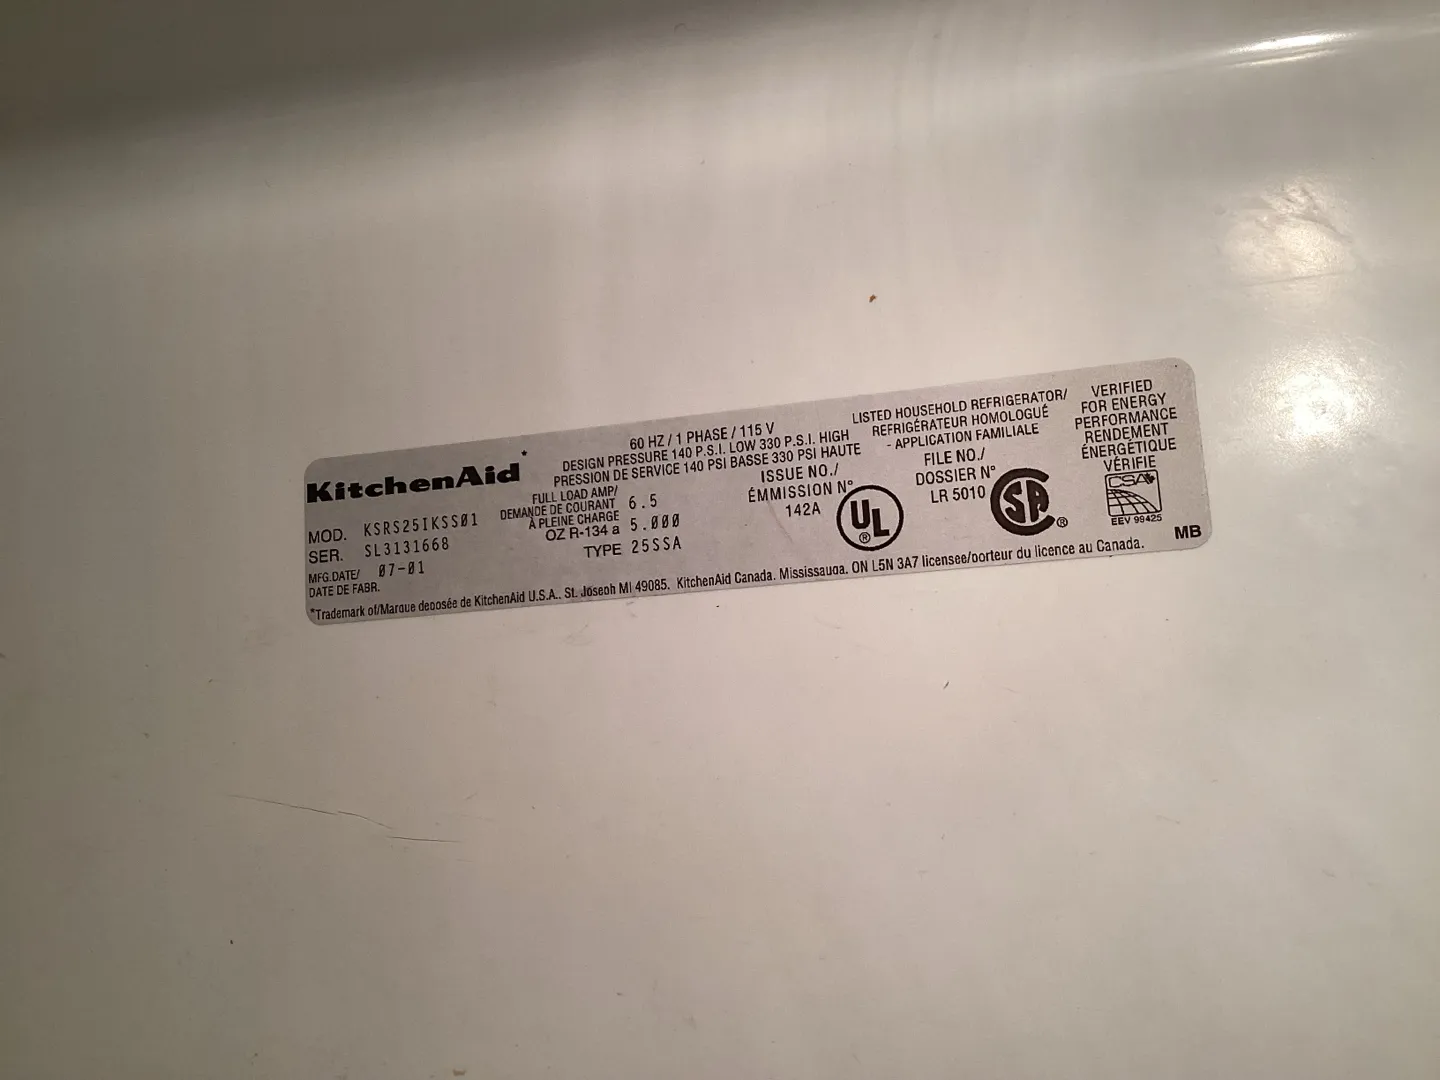 KitchenAid*
MOD. KSRS25IKSS01
SER. SL3131668
MFG.DATE/ 07-01
DATE DE FABR.
60 HZ / 1 PHASE / 115 V
DESIGN PRESSURE 140 P.S.I. LOW 330 P.S.I. HIGH
PRESSION DE SERVICE 140 PSI BASSE 330 PSI HAUTE
FULL LOAD AMP/
DEMANDE DE COURANT 6.5
À PLEINE CHARGE
OZ R-134 a 5.000
TYPE 25SSA
ISSUE NO./
ÉMMISSION N°
142A
UL ®
LISTED HOUSEHOLD REFRIGERATOR/
REFRIGÉRATEUR HOMOLOGUÉ
- APPLICATION FAMILIALE
FILE NO./
DOSSIER N°
LR 5010
SA ®
VERIFIED
FOR ENERGY
PERFORMANCE
RENDEMENT
ÉNERGÉTIQUE
VÉRIFIÉ
CSA
EEV 99425
MB
*Trademark of/Marque deposée de KitchenAid U.S.A.. St. Joseph MI 49085. KitchenAid Canada. Mississauga. ON L5N 3A7 licensee/porteur du licence au Canada.